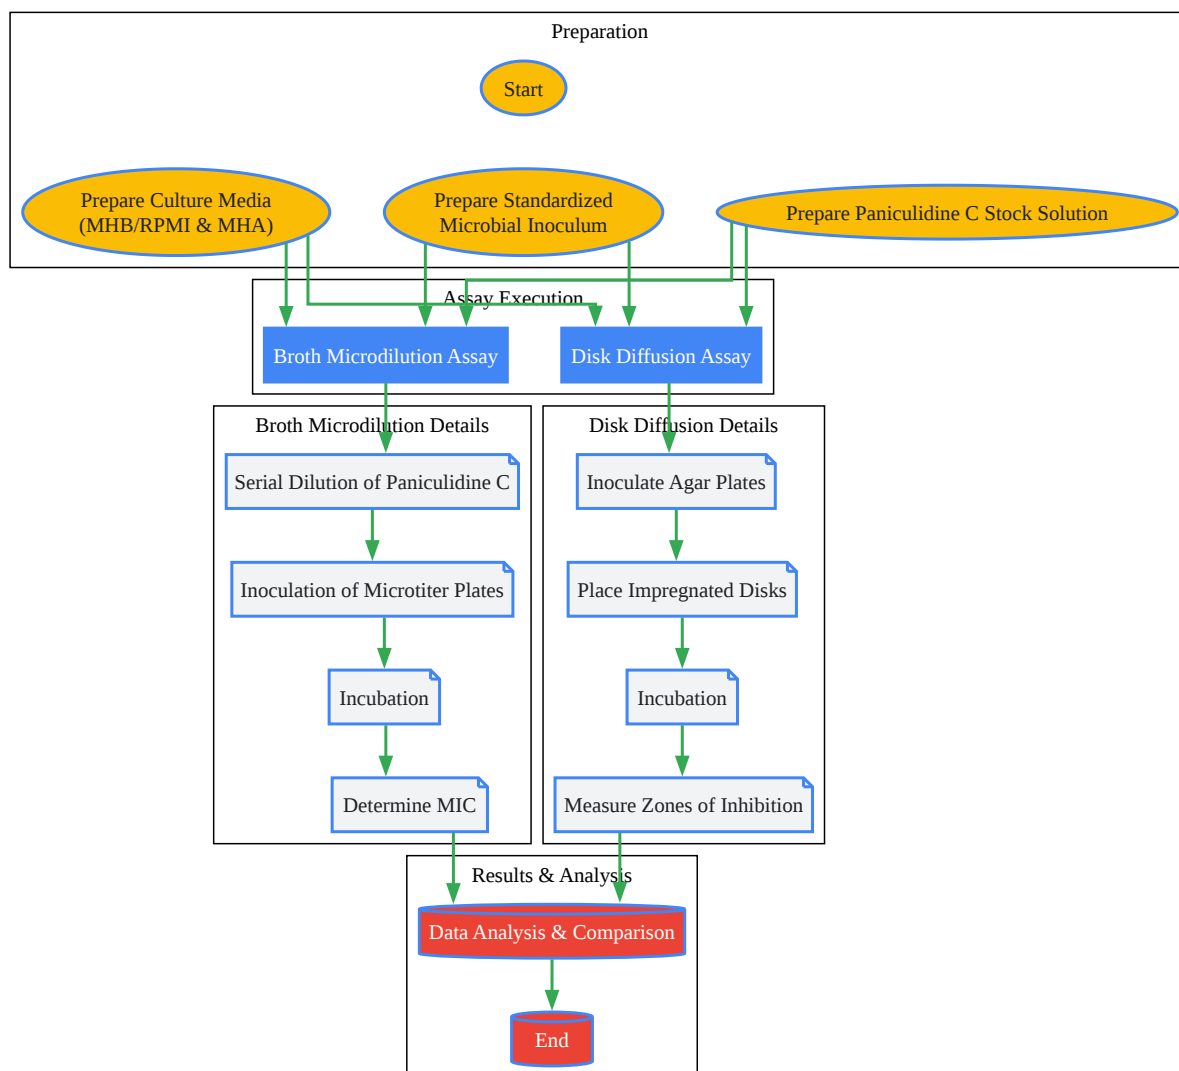 Preparation
Start
Prepare Culture Media
(MHB/RPMI & MHA)
Prepare Standardized
Microbial Inoculum
Prepare Paniculidine C Stock Solution
Assay Execution
Broth Microdilution Assay
Disk Diffusion Assay
Broth Microdilution Details
Serial Dilution of Paniculidine C
Inoculation of Microtiter Plates
Incubation
Determine MIC
Disk Diffusion Details
Inoculate Agar Plates
Place Impregnated Disks
Incubation
Measure Zones of Inhibition
Results & Analysis
Data Analysis & Comparison
End